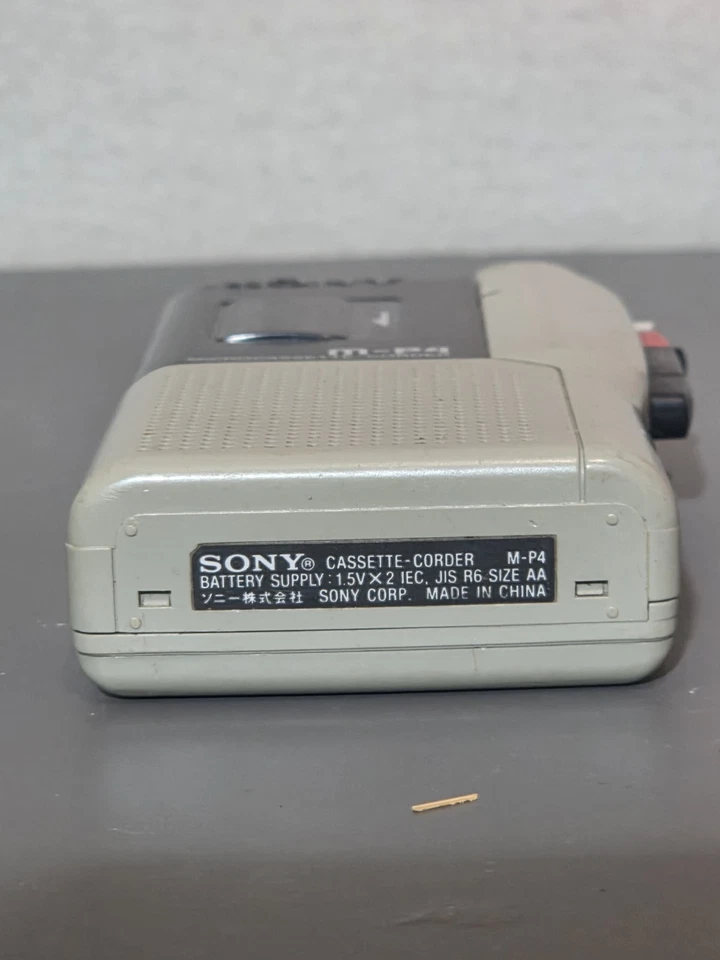 m-P4
SONY® CASSETTE-CORDER M-P4
BATTERY SUPPLY : 1.5V×2 IEC, JIS R6 SIZE AA
ソニー株式会社 SONY CORP. MADE IN CHINA